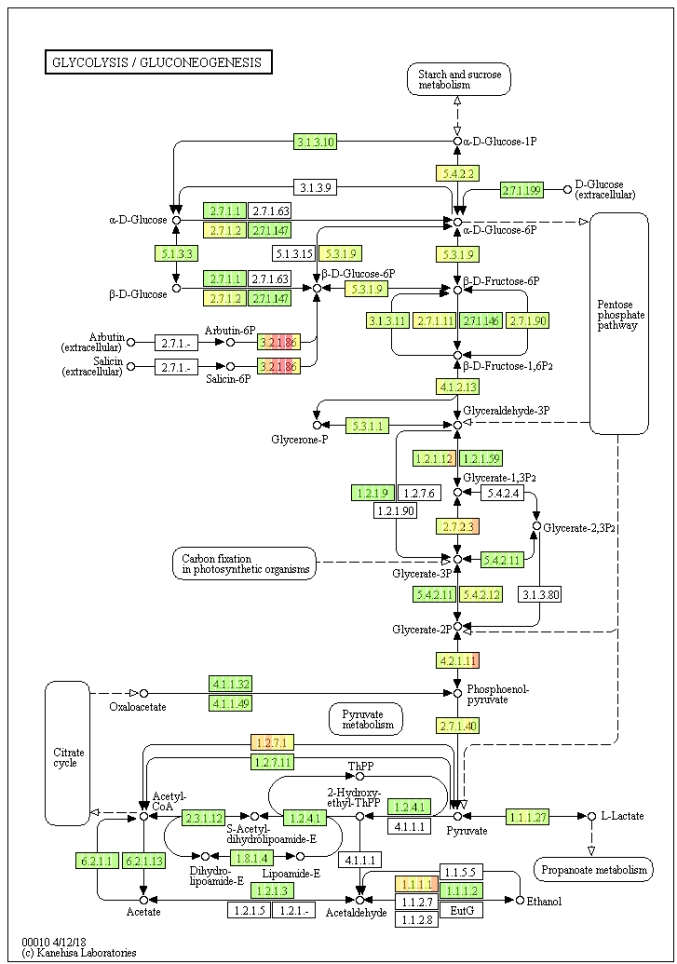 GLYCOLYSIS / GLUCONEOGENESIS
Starch and sucrose
metabolism
3.1.3.10
α-D-Glucose-1P
5.4.2.2
3.1.3.9
2.7.1.199
D-Glucose
(extracellular)
α-D-Glucose
2.7.1.1
2.7.1.63
2.7.1.2
2.7.1.147
α-D-Glucose-6P
5.1.3.3
5.1.3.15
5.3.1.9
5.3.1.9
β-D-Glucose
2.7.1.1
2.7.1.63
2.7.1.2
2.7.1.147
β-D-Glucose-6P
5.3.1.9
β-D-Fructose-6P
Pentose
phosphate
pathway
3.1.3.11
2.7.1.11
2.7.1.146
2.7.1.90
Arbutin
(extracellular)
2.7.1.-
Arbutin-6P
3.2.1.86
Salicin
(extracellular)
2.7.1.-
Salicin-6P
3.2.1.86
β-D-Fructose-1,6P2
4.1.2.13
Glyceraldehyde-3P
Glycerone-P
5.3.1.1
1.2.1.12
1.2.1.59
Glycerate-1,3P2
1.2.1.9
1.2.7.6
1.2.1.90
5.4.2.4
2.7.2.3
Glycerate-2,3P2
Carbon fixation
in photosynthetic organisms
Glycerate-3P
5.4.2.11
5.4.2.11
5.4.2.12
3.1.3.80
Glycerate-2P
4.2.1.11
4.1.1.32
4.1.1.49
Oxaloacetate
Phosphoenol-
pyruvate
Pyruvate
metabolism
2.7.1.40
Citrate
cycle
1.2.7.1
1.2.7.11
ThPP
Acetyl-
CoA
2-Hydroxy-
ethyl-ThPP
2.3.1.12
1.2.4.1
1.2.4.1
4.1.1.1
S-Acetyl-
dihydrolipoamide-E
Pyruvate
1.1.1.27
L-Lactate
6.2.1.1
6.2.1.13
1.8.1.4
Dihydro-
lipoamide-E
Lipoamide-E
4.1.1.1
Propanoate metabolism
1.2.1.3
1.2.1.5
1.2.1.-
Acetate
Acetaldehyde
1.1.5.5
1.1.1.1
1.1.1.2
1.1.2.7
EutG
1.1.2.8
Ethanol
00010 4/12/18
(c) Kanehisa Laboratories